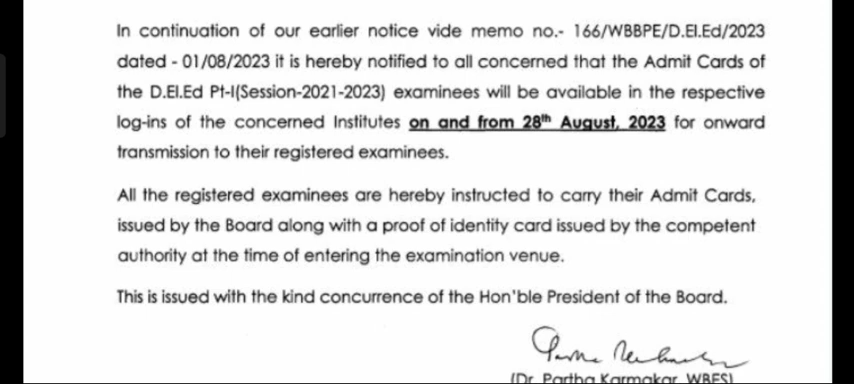 In continuation of our earlier notice vide memo no.- 166/WBBPE/D.El.Ed/2023
dated - 01/08/2023 it is hereby notified to all concerned that the Admit Cards of
the D.El.Ed Pt-I(Session-2021-2023) examinees will be available in the respective
log-ins of the concerned Institutes on and from 28th August, 2023 for onward
transmission to their registered examinees.
All the registered examinees are hereby instructed to carry their Admit Cards,
issued by the Board along with a proof of identity card issued by the competent
authority at the time of entering the examination venue.
This is issued with the kind concurrence of the Hon'ble President of the Board.
(Dr. Partha Karmakar, WBES)